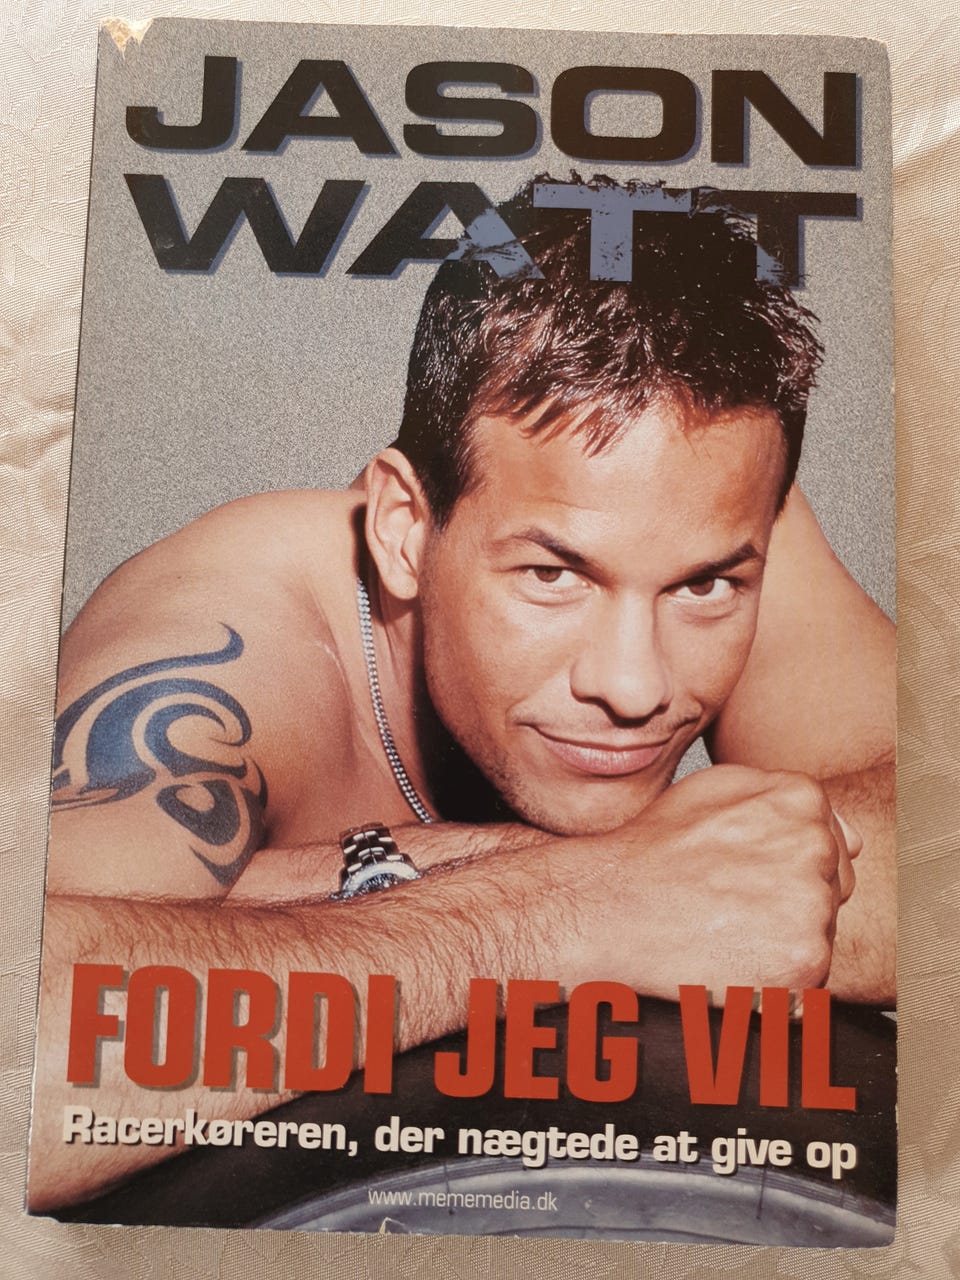 JASON
WATT
FORDI JEG VIL
Racerkøreren, der nægtede at give op
www.mememedia.dk